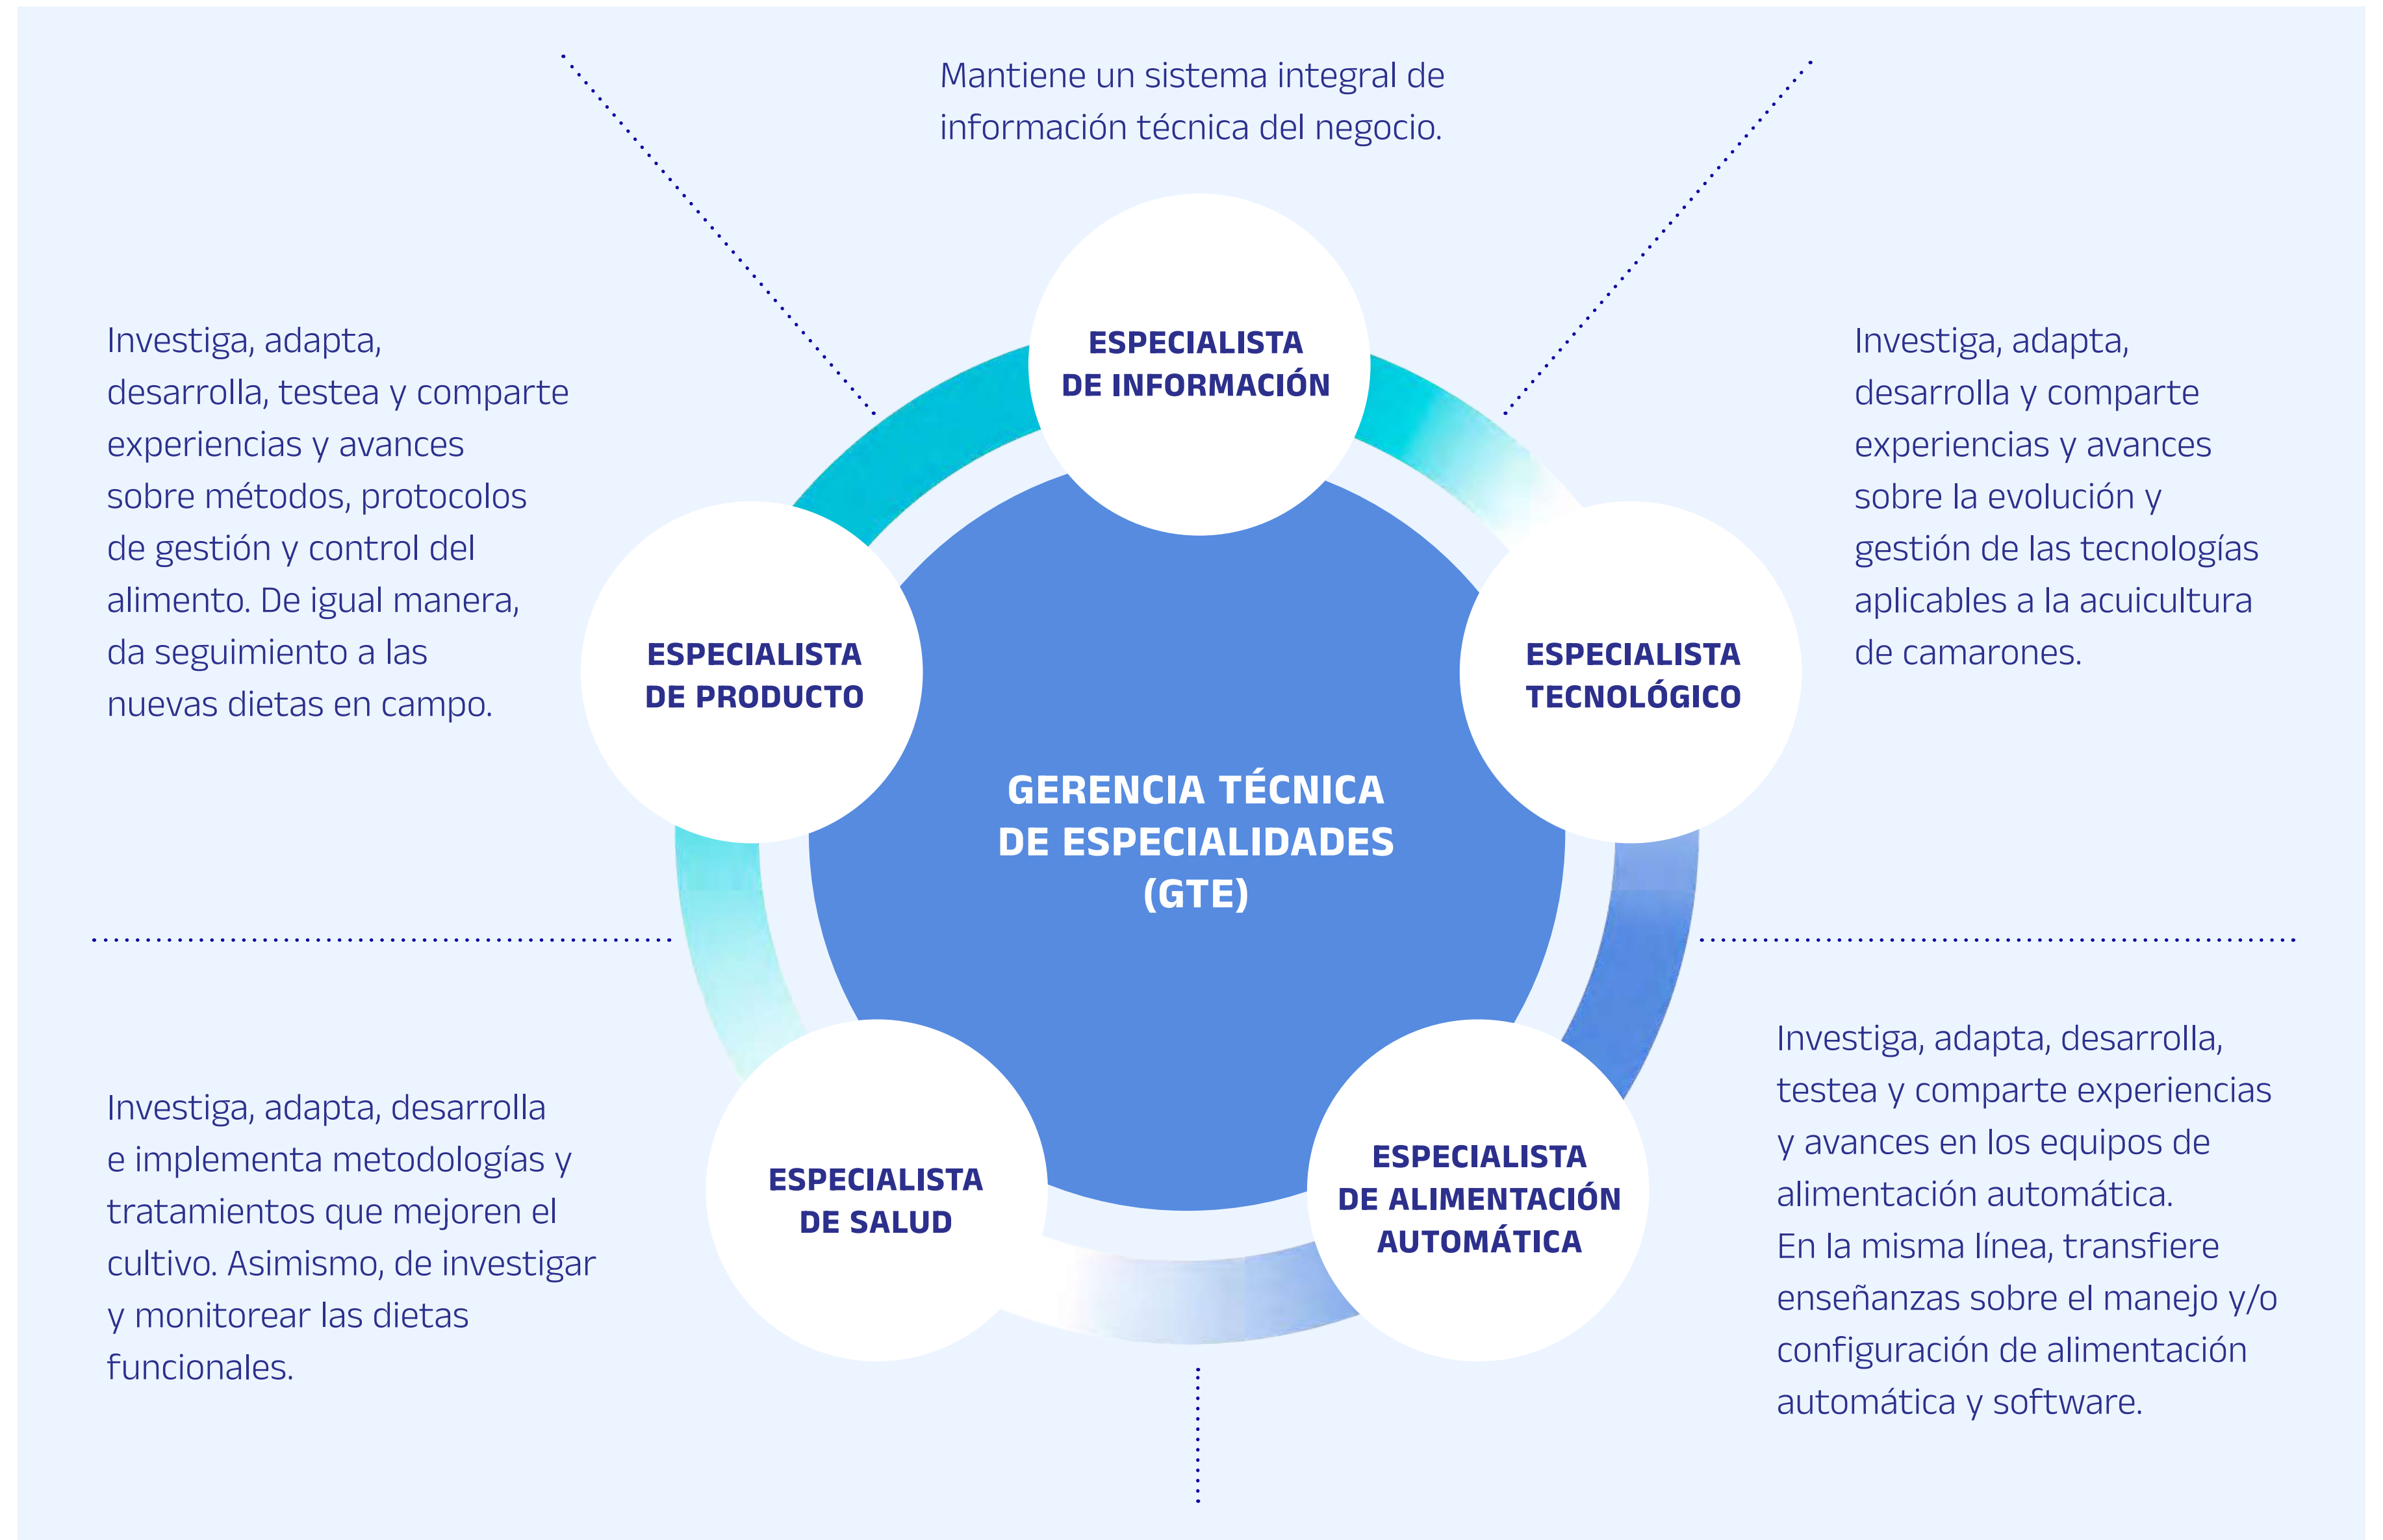 Mantiene un sistema integral de
información técnica del negocio.
ESPECIALISTA
DE INFORMACIÓN
Investiga, adapta,
desarrolla, testea y comparte
experiencias y avances
sobre métodos, protocolos
de gestión y control del
alimento. De igual manera,
da seguimiento a las
nuevas dietas en campo.
ESPECIALISTA
DE PRODUCTO
ESPECIALISTA
TECNOLÓGICO
Investiga, adapta,
desarrolla y comparte
experiencias y avances
sobre la evolución y
gestión de las tecnologías
aplicables a la acuicultura
de camarones.
GERENCIA TÉCNICA
DE ESPECIALIDADES
(GTE)
Investiga, adapta, desarrolla
e implementa metodologías y
tratamientos que mejoren el
cultivo. Asimismo, de investigar
y monitorear las dietas
funcionales.
ESPECIALISTA
DE SALUD
ESPECIALISTA
DE ALIMENTACIÓN
AUTOMÁTICA
Investiga, adapta, desarrolla,
testea y comparte experiencias
y avances en los equipos de
alimentación automática.
En la misma línea, transfiere
enseñanzas sobre el manejo y/o
configuración de alimentación
automática y software.